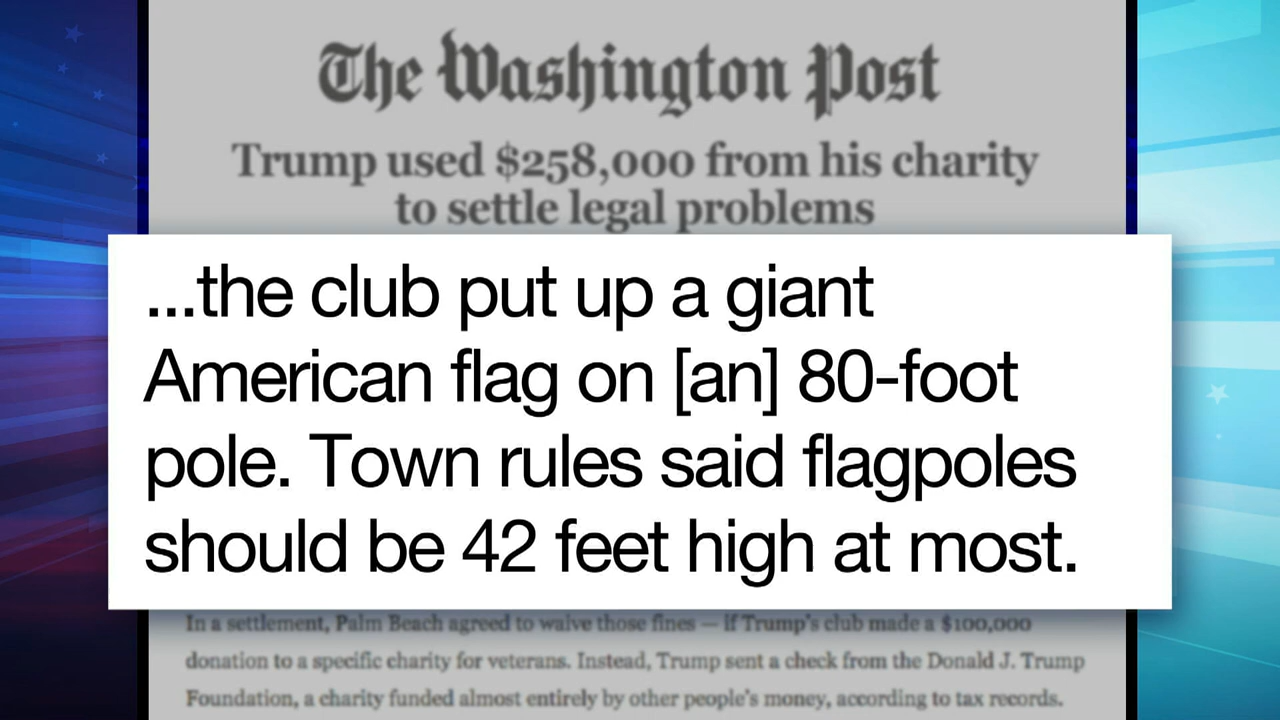 The Washington Post
Trump used $258,000 from his charity
to settle legal problems
...the club put up a giant
American flag on [an] 80-foot
pole. Town rules said flagpoles
should be 42 feet high at most.
In a settlement, Palm Beach agreed to waive those fines — if Trump's club made a $100,000
donation to a specific charity for veterans. Instead, Trump sent a check from the Donald J. Trump
Foundation, a charity funded almost entirely by other people's money, according to tax records.